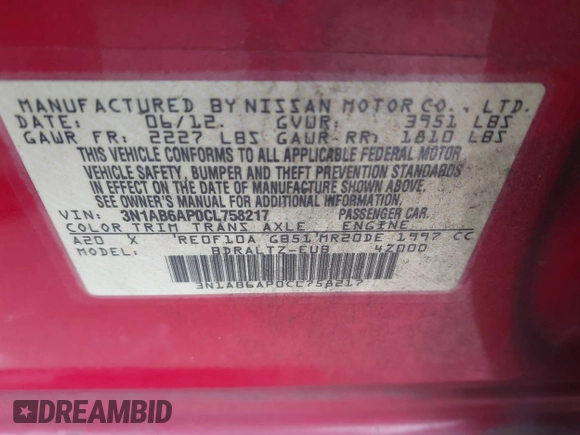 MANUFACTURED BY NISSAN MOTOR CO., LTD.
DATE: 06/12. GVWR: 3951 LBS
GAWR FR: 2227 LBS GAWR RR: 1810 LBS
THIS VEHICLE CONFORMS TO ALL APPLICABLE FEDERAL MOTOR
VEHICLE SAFETY, BUMPER AND THEFT PREVENTION STANDARDS
IN EFFECT ON THE DATE OF MANUFACTURE SHOWN ABOVE.
SEE OWNER'S MANUAL FOR ADDITIONAL INFORMATION
VIN: 3N1AB6AP0CL758217 PASSENGER CAR.
COLOR TRIM TRANS AXLE ENGINE
A20 X RE0F10A GB51 MR20DE 1997 CC
MODEL: BDRALTZ-EUB 47000
3N1AB6AP0CL758217
DREAMBID